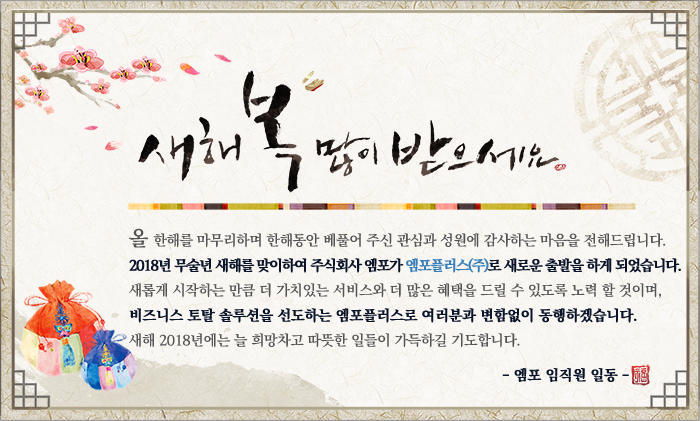 새해 복 많이 받으세요
올 한해를 마무리하며 한해동안 베풀어 주신 관심과 성원에 감사하는 마음을 전해드립니다.
2018년 무술년 새해를 맞이하여 주식회사 엠포가 엠포플러스(주)로 새로운 출발을 하게 되었습니다.
새롭게 시작하는 만큼 더 가치있는 서비스와 더 많은 혜택을 드릴 수 있도록 노력 할 것이며,
비즈니스 토탈 솔루션을 선도하는 엠포플러스로 여러분과 변함없이 동행하겠습니다.
새해 2018년에는 늘 희망차고 따뜻한 일들이 가득하길 기도합니다.
- 엠포 임직원 일동 -